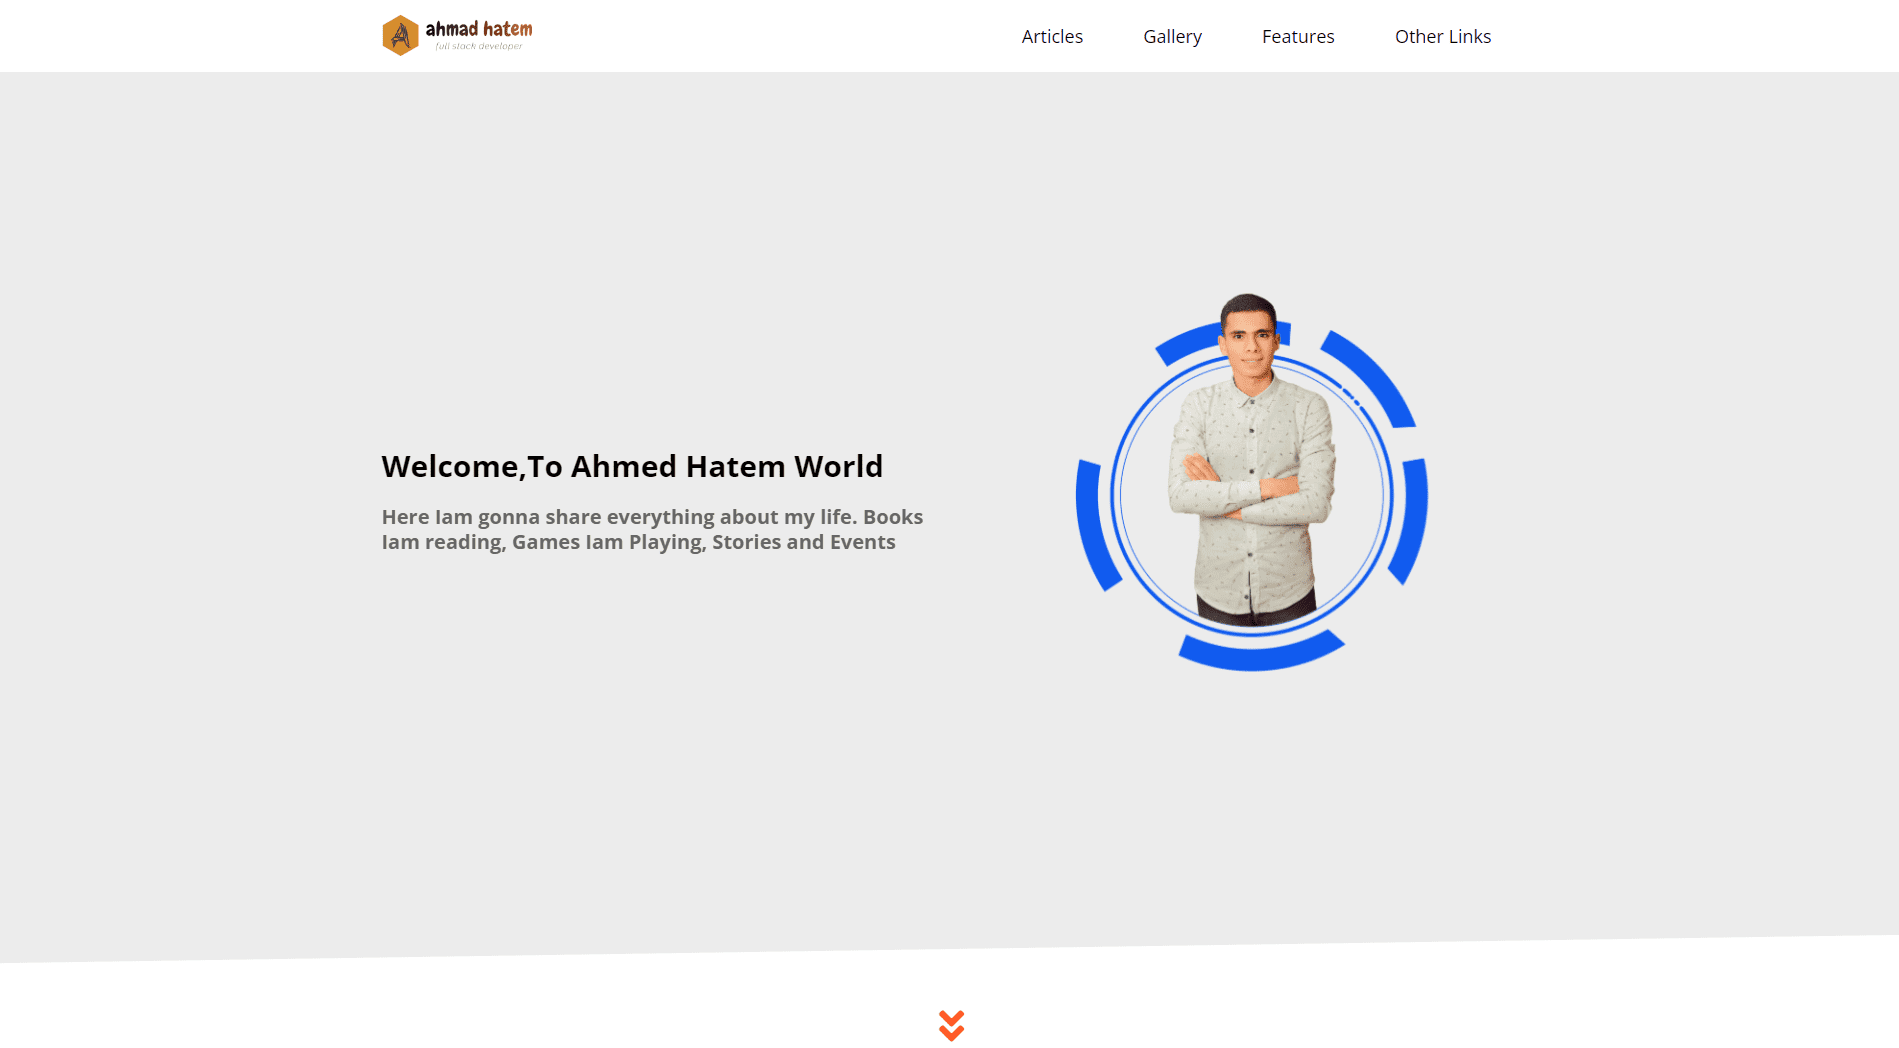 ahmad hatem
full stack developer
Articles
Gallery
Features
Other Links
Welcome,To Ahmed Hatem World
Here Iam gonna share everything about my life. Books
Iam reading, Games Iam Playing, Stories and Events